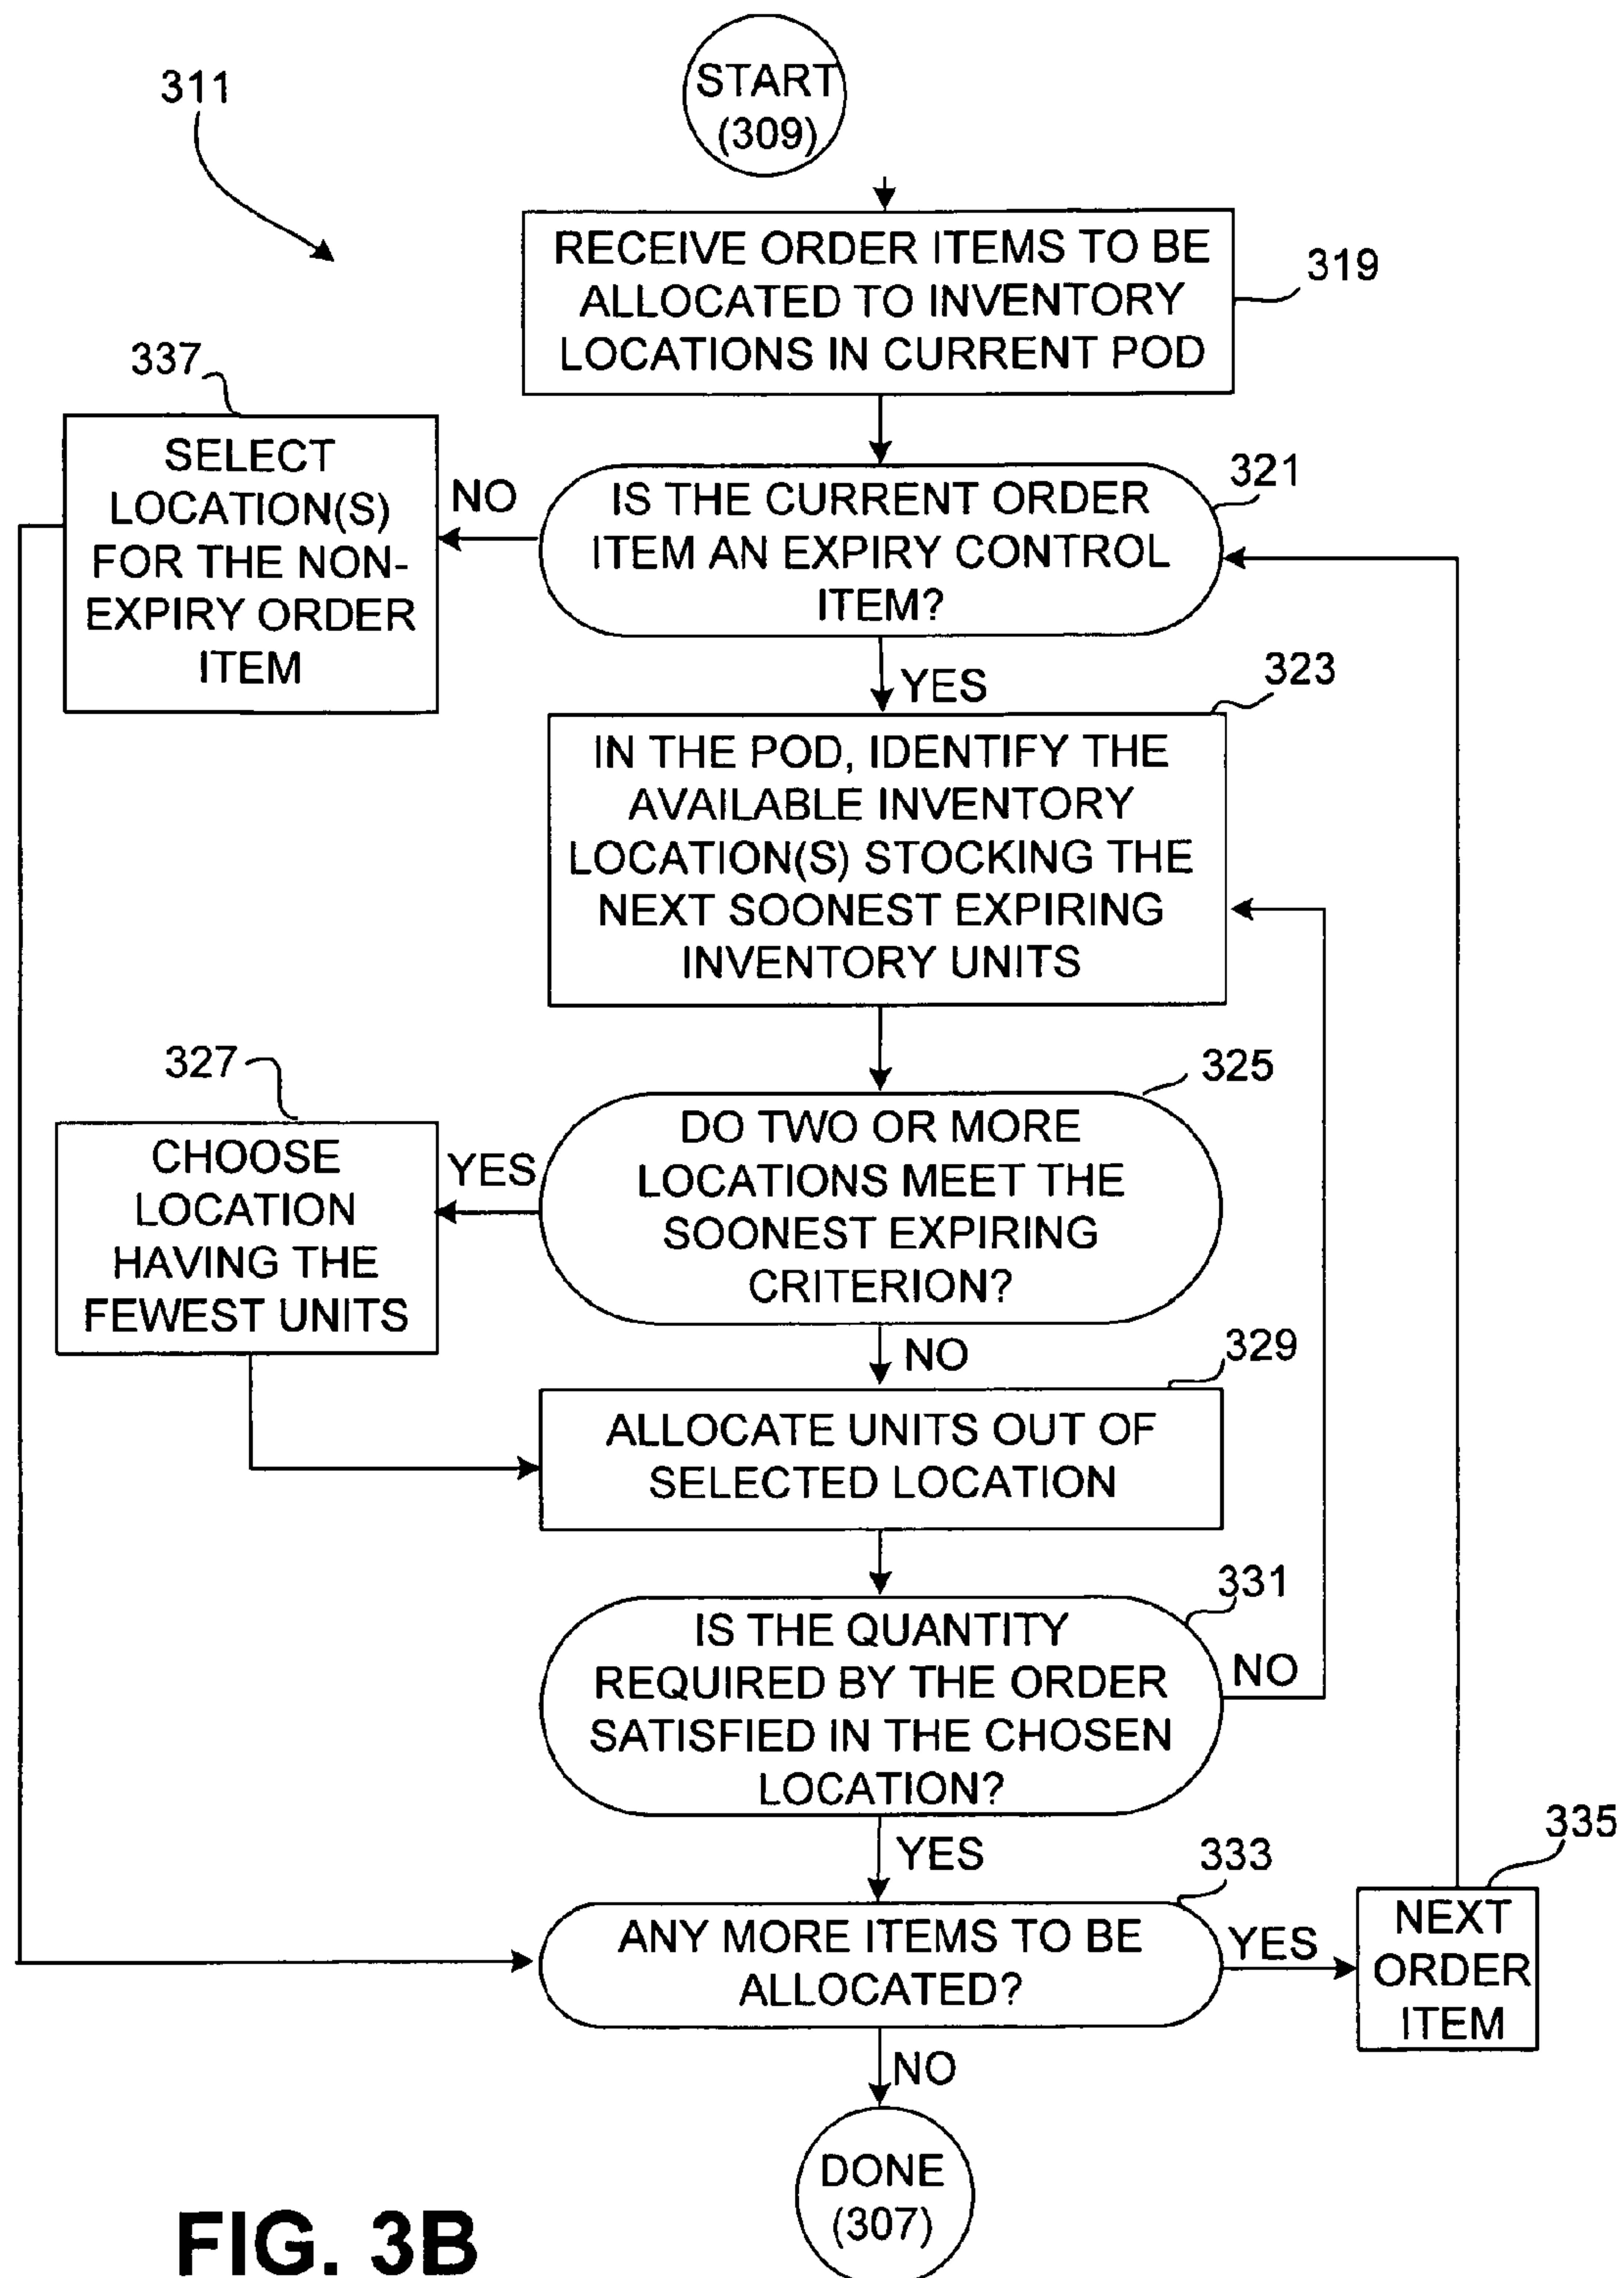 START
(309)
311
RECEIVE ORDER ITEMS TO BE
ALLOCATED TO INVENTORY
LOCATIONS IN CURRENT POD
319
337
SELECT
LOCATION(S)
FOR THE NON-
EXPIRY ORDER
ITEM
NO
IS THE CURRENT ORDER
ITEM AN EXPIRY CONTROL
ITEM?
321
YES
323
IN THE POD, IDENTIFY THE
AVAILABLE INVENTORY
LOCATION(S) STOCKING THE
NEXT SOONEST EXPIRING
INVENTORY UNITS
325
DO TWO OR MORE
LOCATIONS MEET THE
SOONEST EXPIRING
CRITERION?
327
YES
CHOOSE
LOCATION
HAVING THE
FEWEST UNITS
NO
329
ALLOCATE UNITS OUT OF
SELECTED LOCATION
331
IS THE QUANTITY
REQUIRED BY THE ORDER
SATISFIED IN THE CHOSEN
LOCATION?
NO
YES
333
ANY MORE ITEMS TO BE
ALLOCATED?
YES
335
NEXT
ORDER
ITEM
NO
DONE
(307)
FIG. 3B